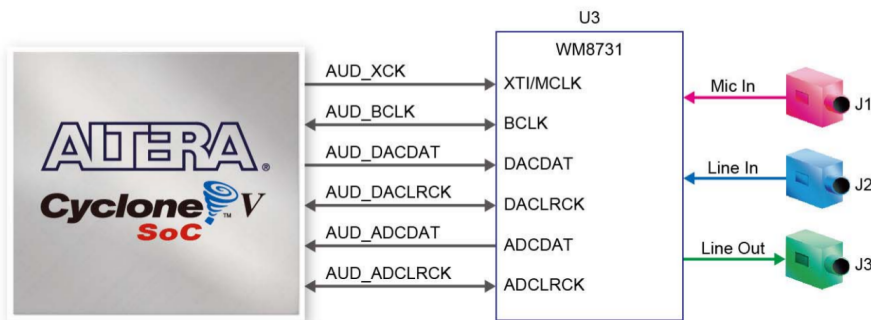 U3
WM8731
AUD_XCK
XTI/MCLK
AUD_BCLK
BCLK
AUD_DACDAT
DACDAT
AUD_DACLRCK
DACLRCK
AUD_ADCDAT
ADCDAT
AUD_ADCLRCK
ADCLRCK
ALTERA®
Cyclone™ V
SoC
Mic In
J1
Line In
J2
Line Out
J3